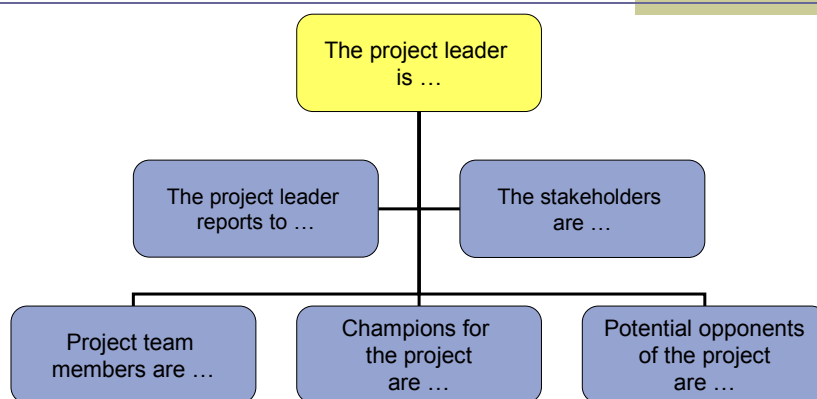 The project leader
is …
The project leader
reports to …
The stakeholders
are …
Project team
members are …
Champions for
the project
are …
Potential opponents
of the project
are …